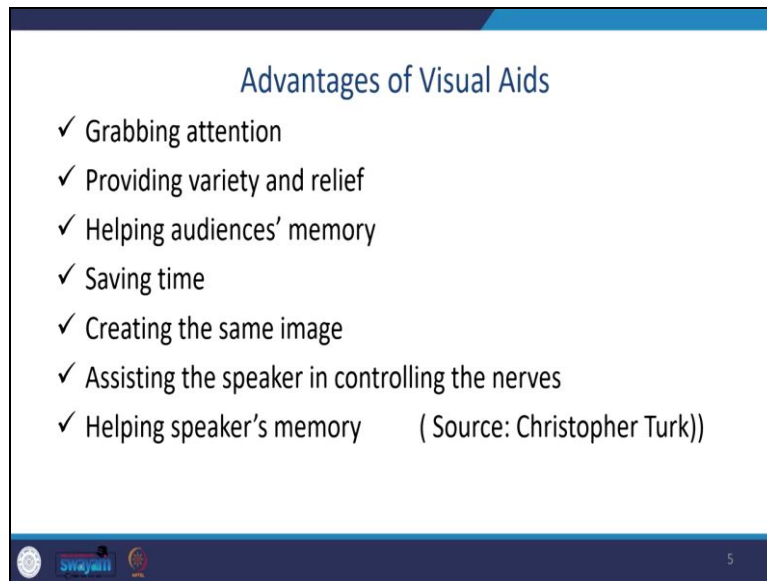 Advantages of Visual Aids
✓ Grabbing attention
✓ Providing variety and relief
✓ Helping audiences’ memory
✓ Saving time
✓ Creating the same image
✓ Assisting the speaker in controlling the nerves
✓ Helping speaker’s memory ( Source: Christopher Turk))
swayam
5